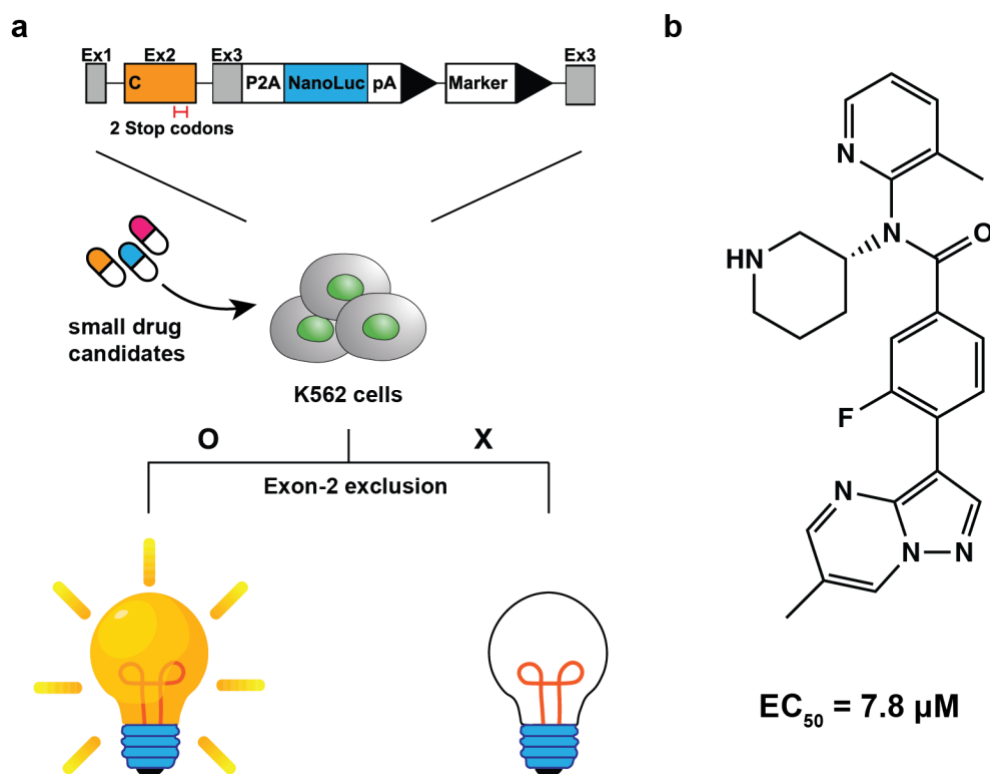 a
Ex1 Ex2 Ex3 Ex3
C P2A NanoLuc pA Marker
2 Stop codons
small drug
candidates
K562 cells
O X
Exon-2 exclusion
b
N
N
O
HN
F
N
N
N
EC50 = 7.8 µM